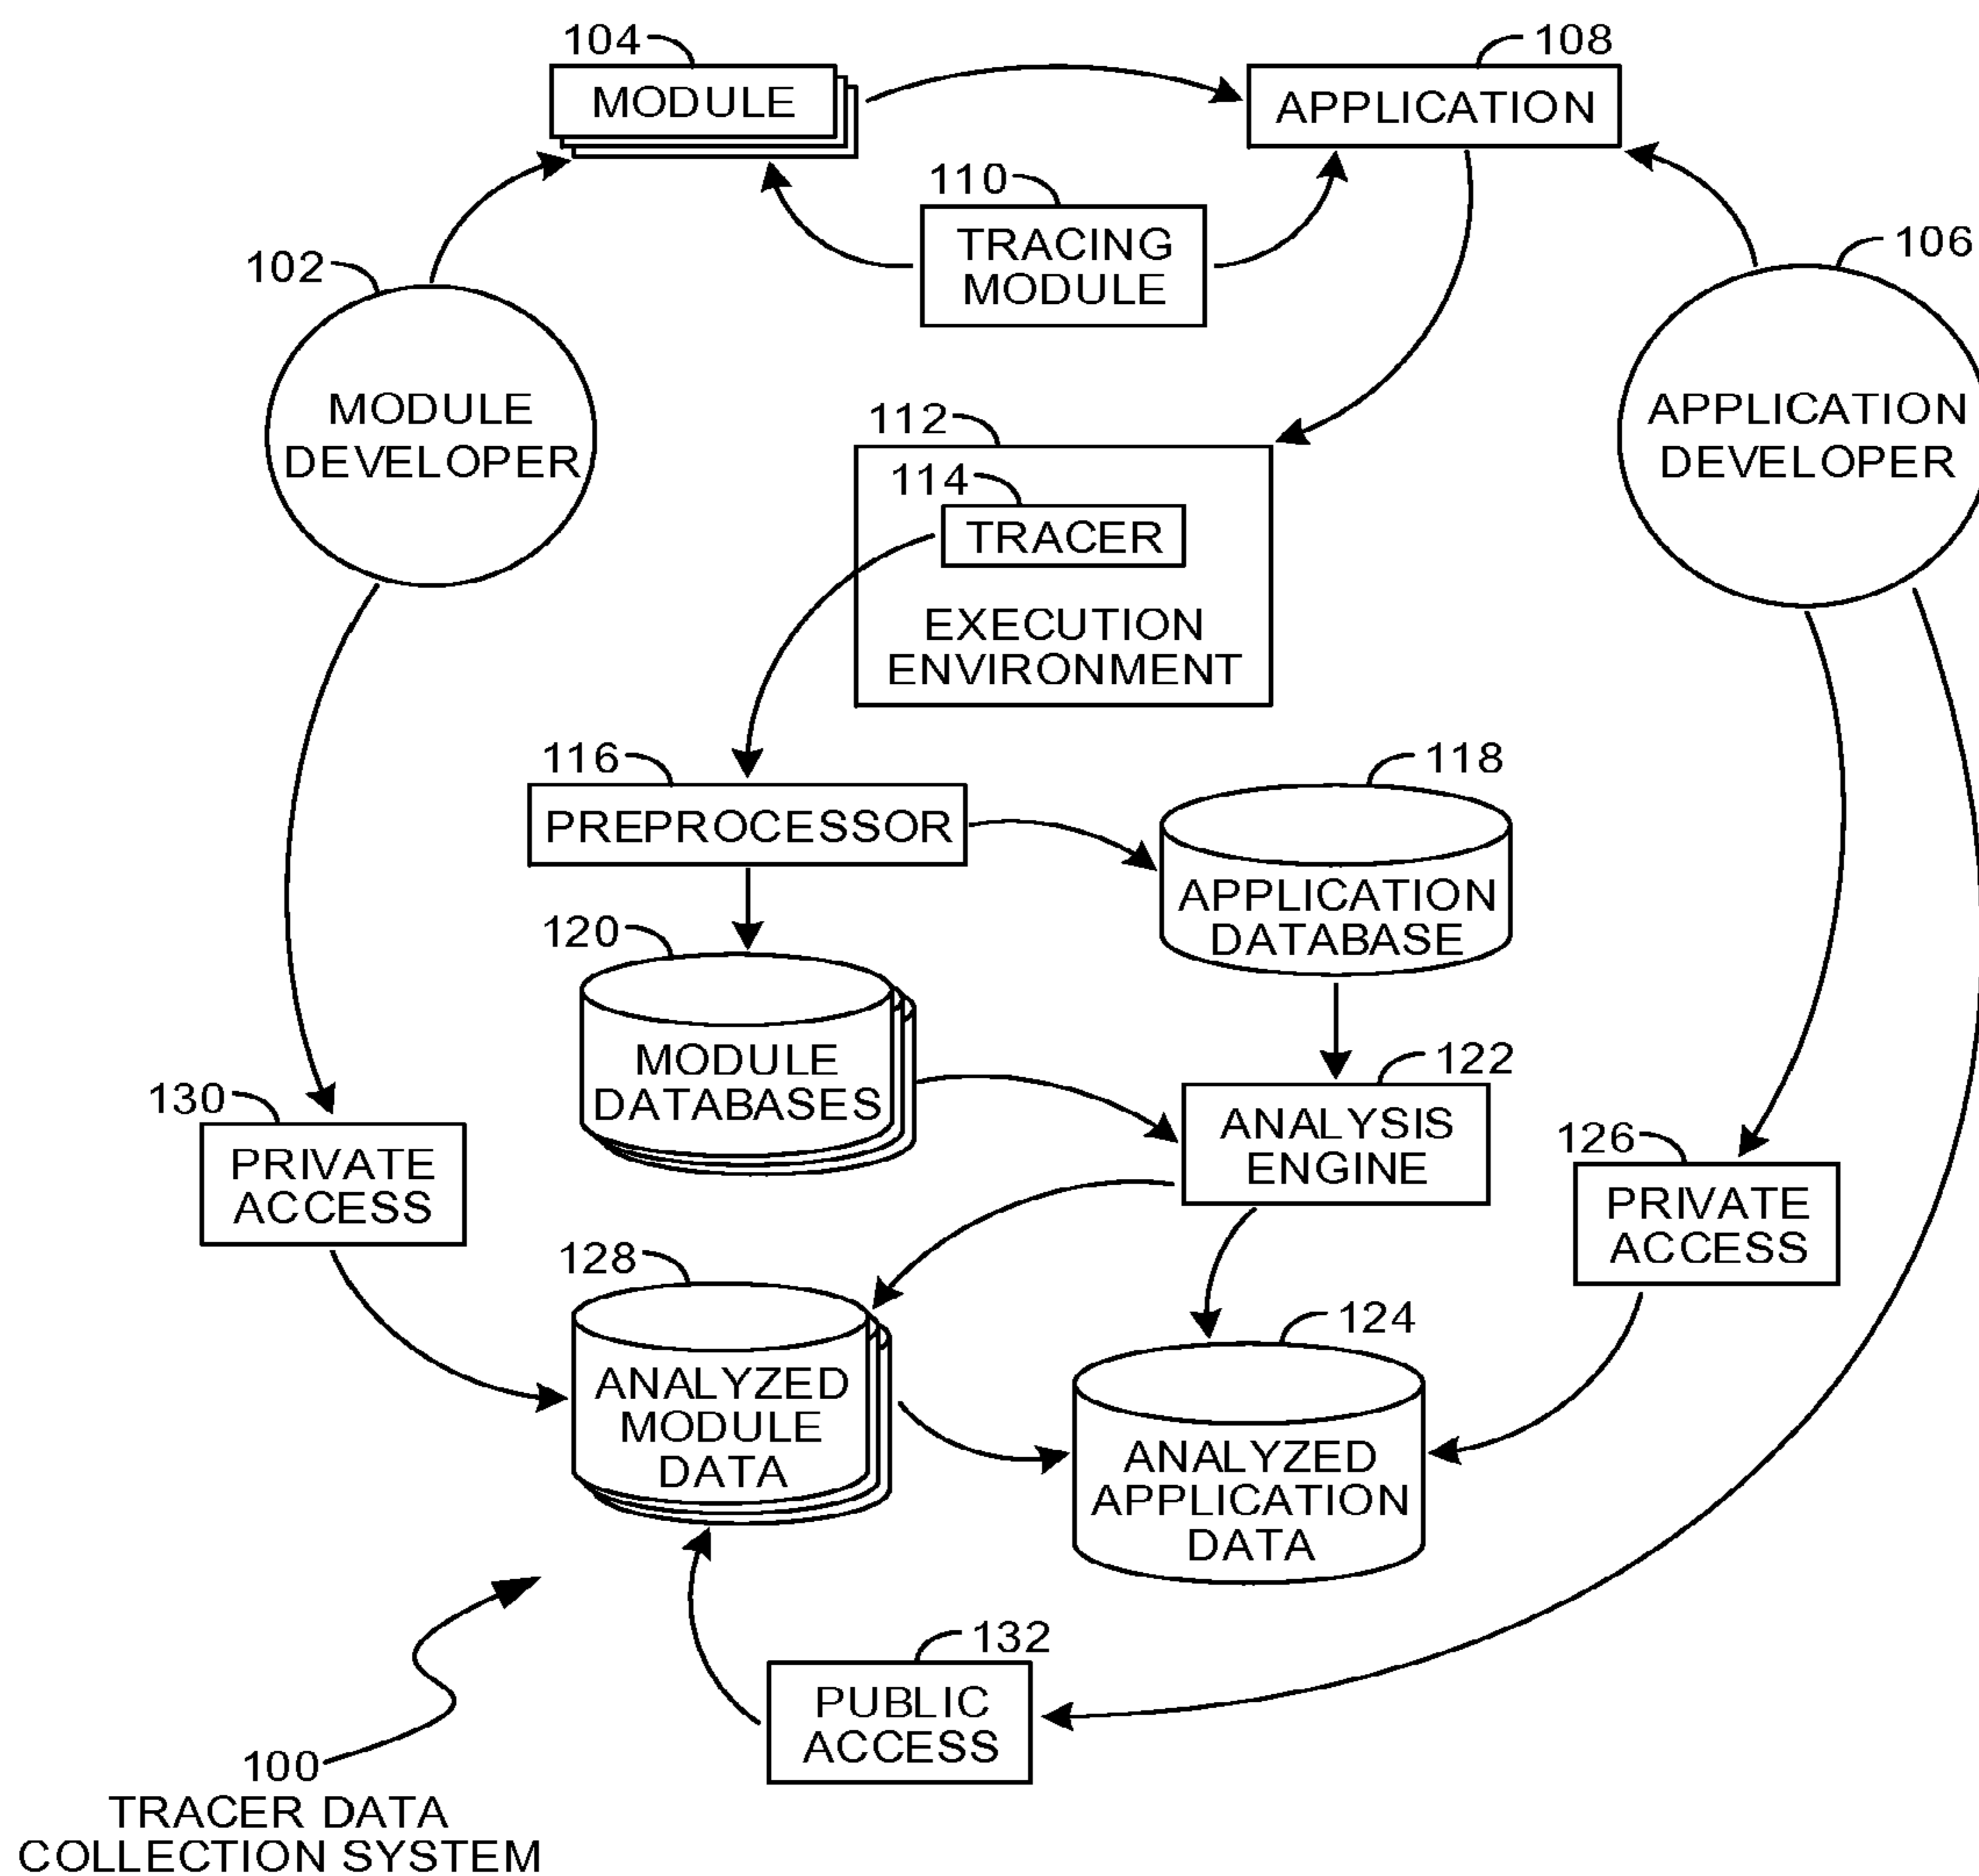 104
MODULE
108
APPLICATION
110
TRACING
MODULE
102
MODULE
DEVELOPER
106
APPLICATION
DEVELOPER
112
114
TRACER
EXECUTION
ENVIRONMENT
116
PREPROCESSOR
118
APPLICATION
DATABASE
120
MODULE
DATABASES
122
ANALYSIS
ENGINE
130
PRIVATE
ACCESS
126
PRIVATE
ACCESS
128
ANALYZED
MODULE
DATA
124
ANALYZED
APPLICATION
DATA
132
PUBLIC
ACCESS
100
TRACER DATA
COLLECTION SYSTEM